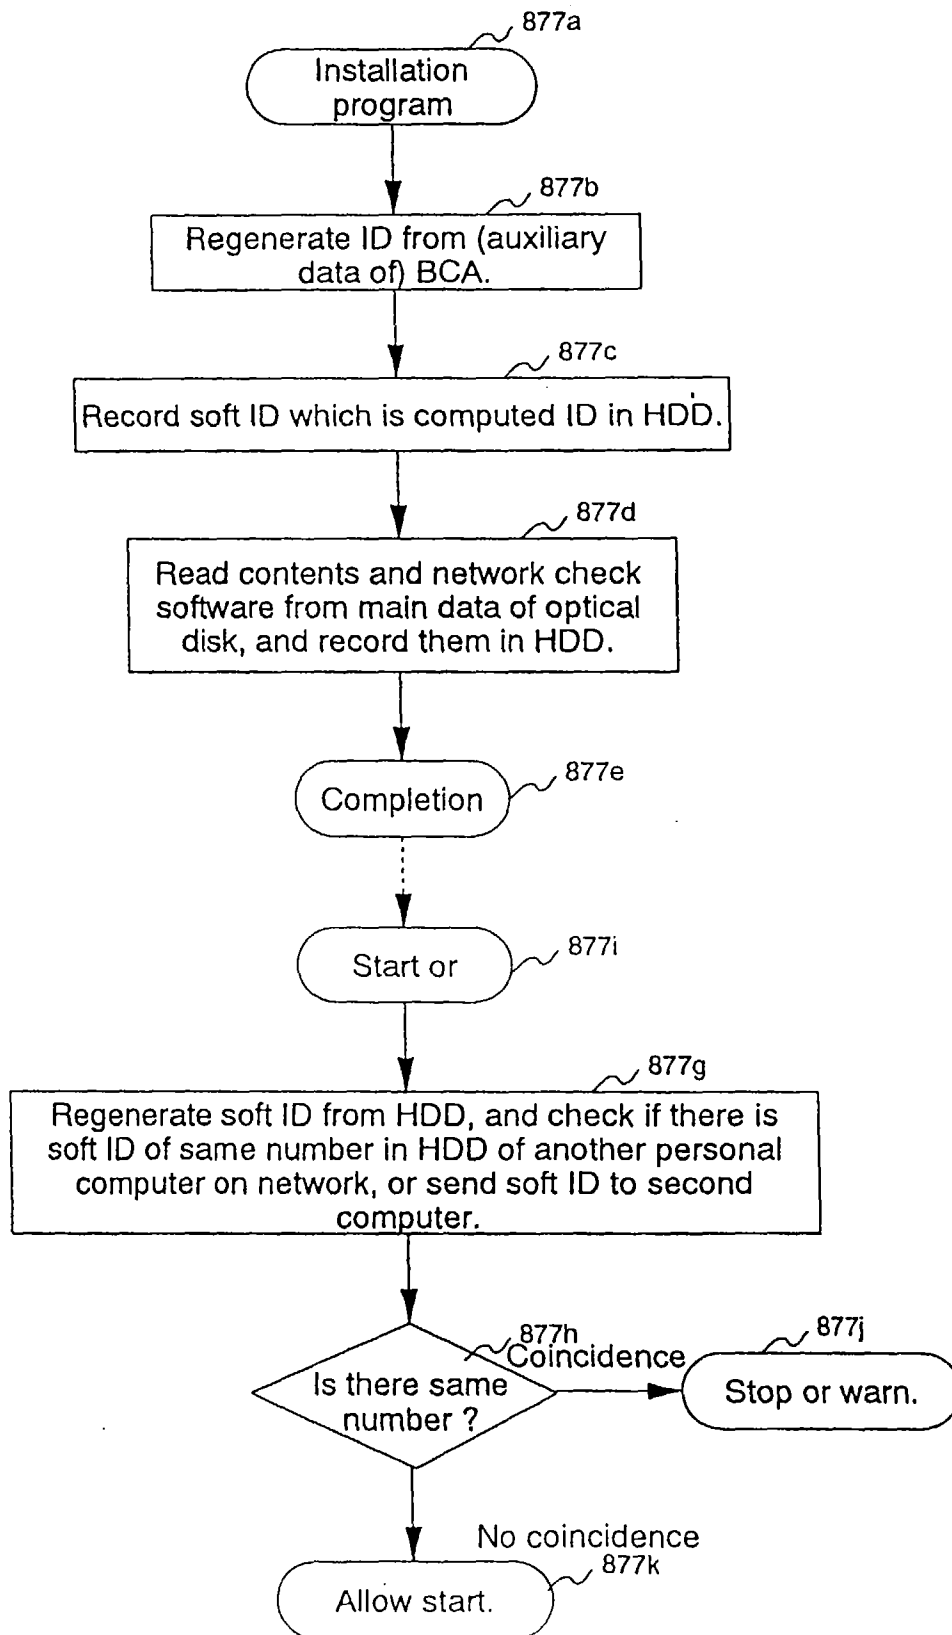 877a
Installation
program
877b
Regenerate ID from (auxiliary
data of) BCA.
877c
Record soft ID which is computed ID in HDD.
877d
Read contents and network check
software from main data of optical
disk, and record them in HDD.
877e
Completion
877i
Start or
877g
Regenerate soft ID from HDD, and check if there is
soft ID of same number in HDD of another personal
computer on network, or send soft ID to second
computer.
877h
Coincidence
877j
Is there same
number ?
Stop or warn.
No coincidence
877k
Allow start.